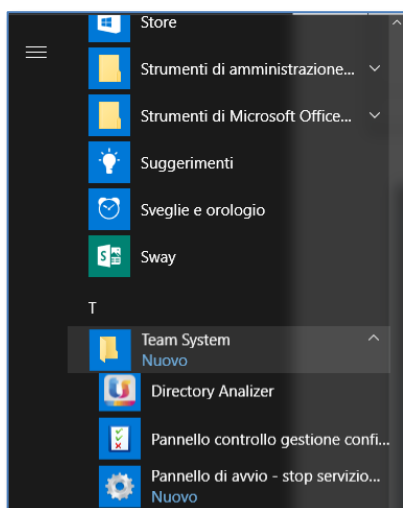 Store
Strumenti di amministrazione...
Strumenti di Microsoft Office...
Suggerimenti
Sveglie e orologio
Sway
T
Team System
Nuovo
Directory Analizer
Pannello controllo gestione confi...
Pannello di avvio - stop servizio...
Nuovo